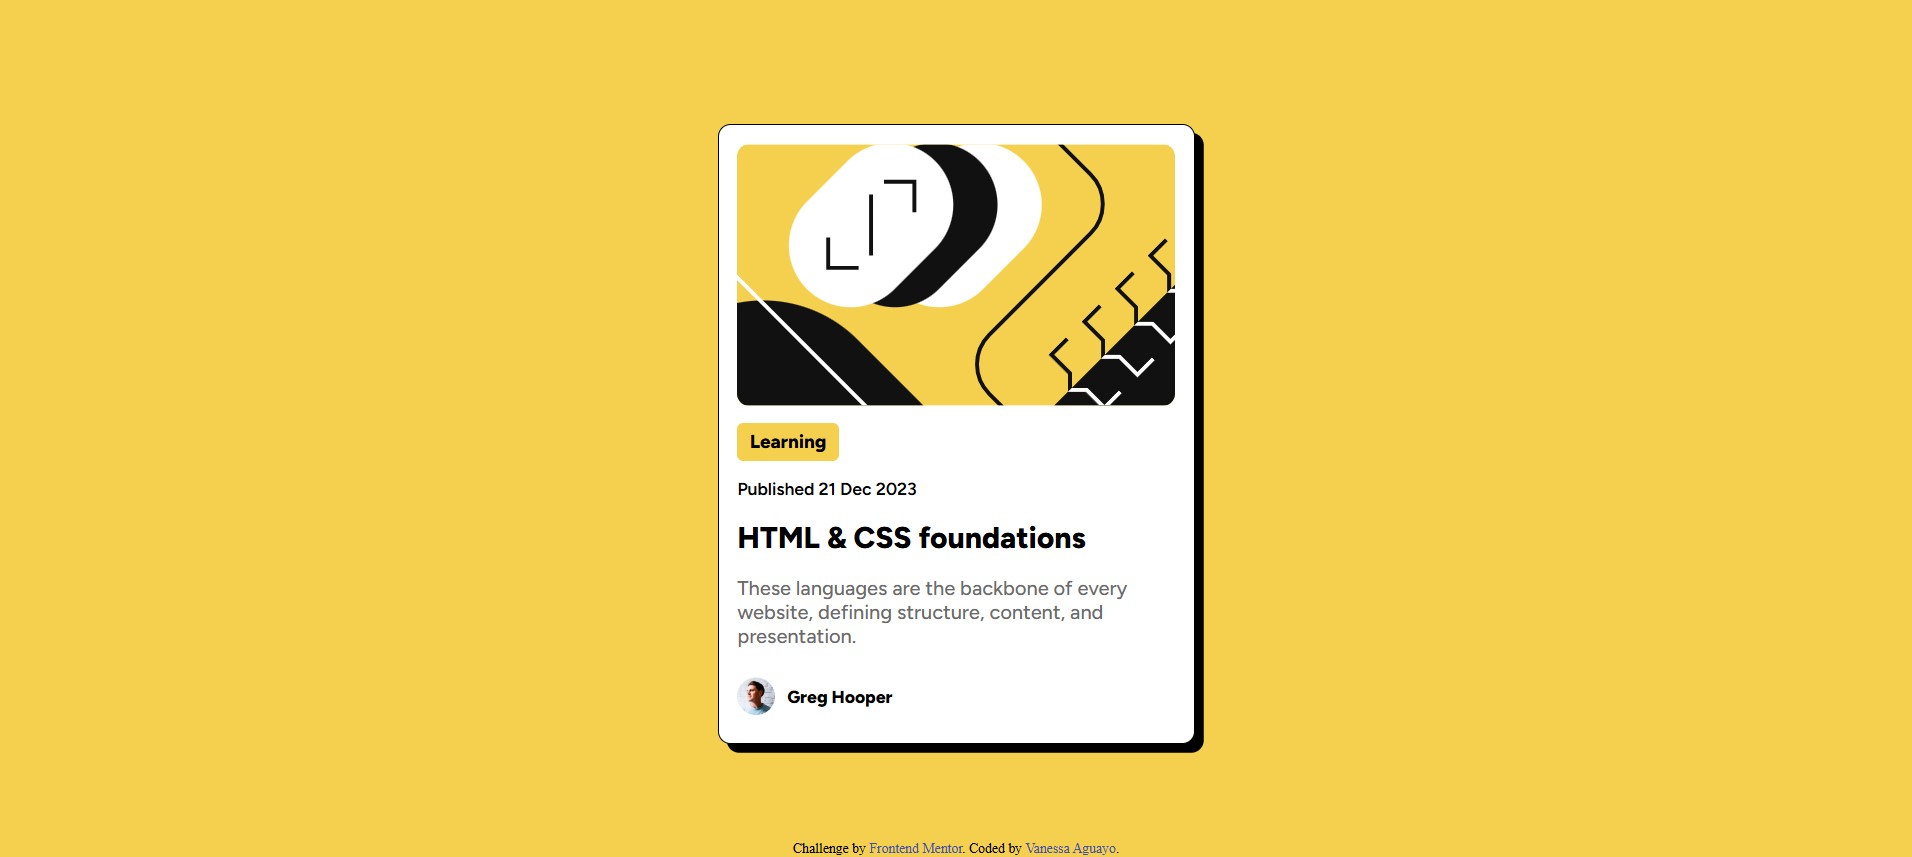 Learning
Published 21 Dec 2023
HTML & CSS foundations
These languages are the backbone of every
website, defining structure, content, and
presentation.
Greg Hooper
Challenge by Frontend Mentor. Coded by Vanessa Aguayo.